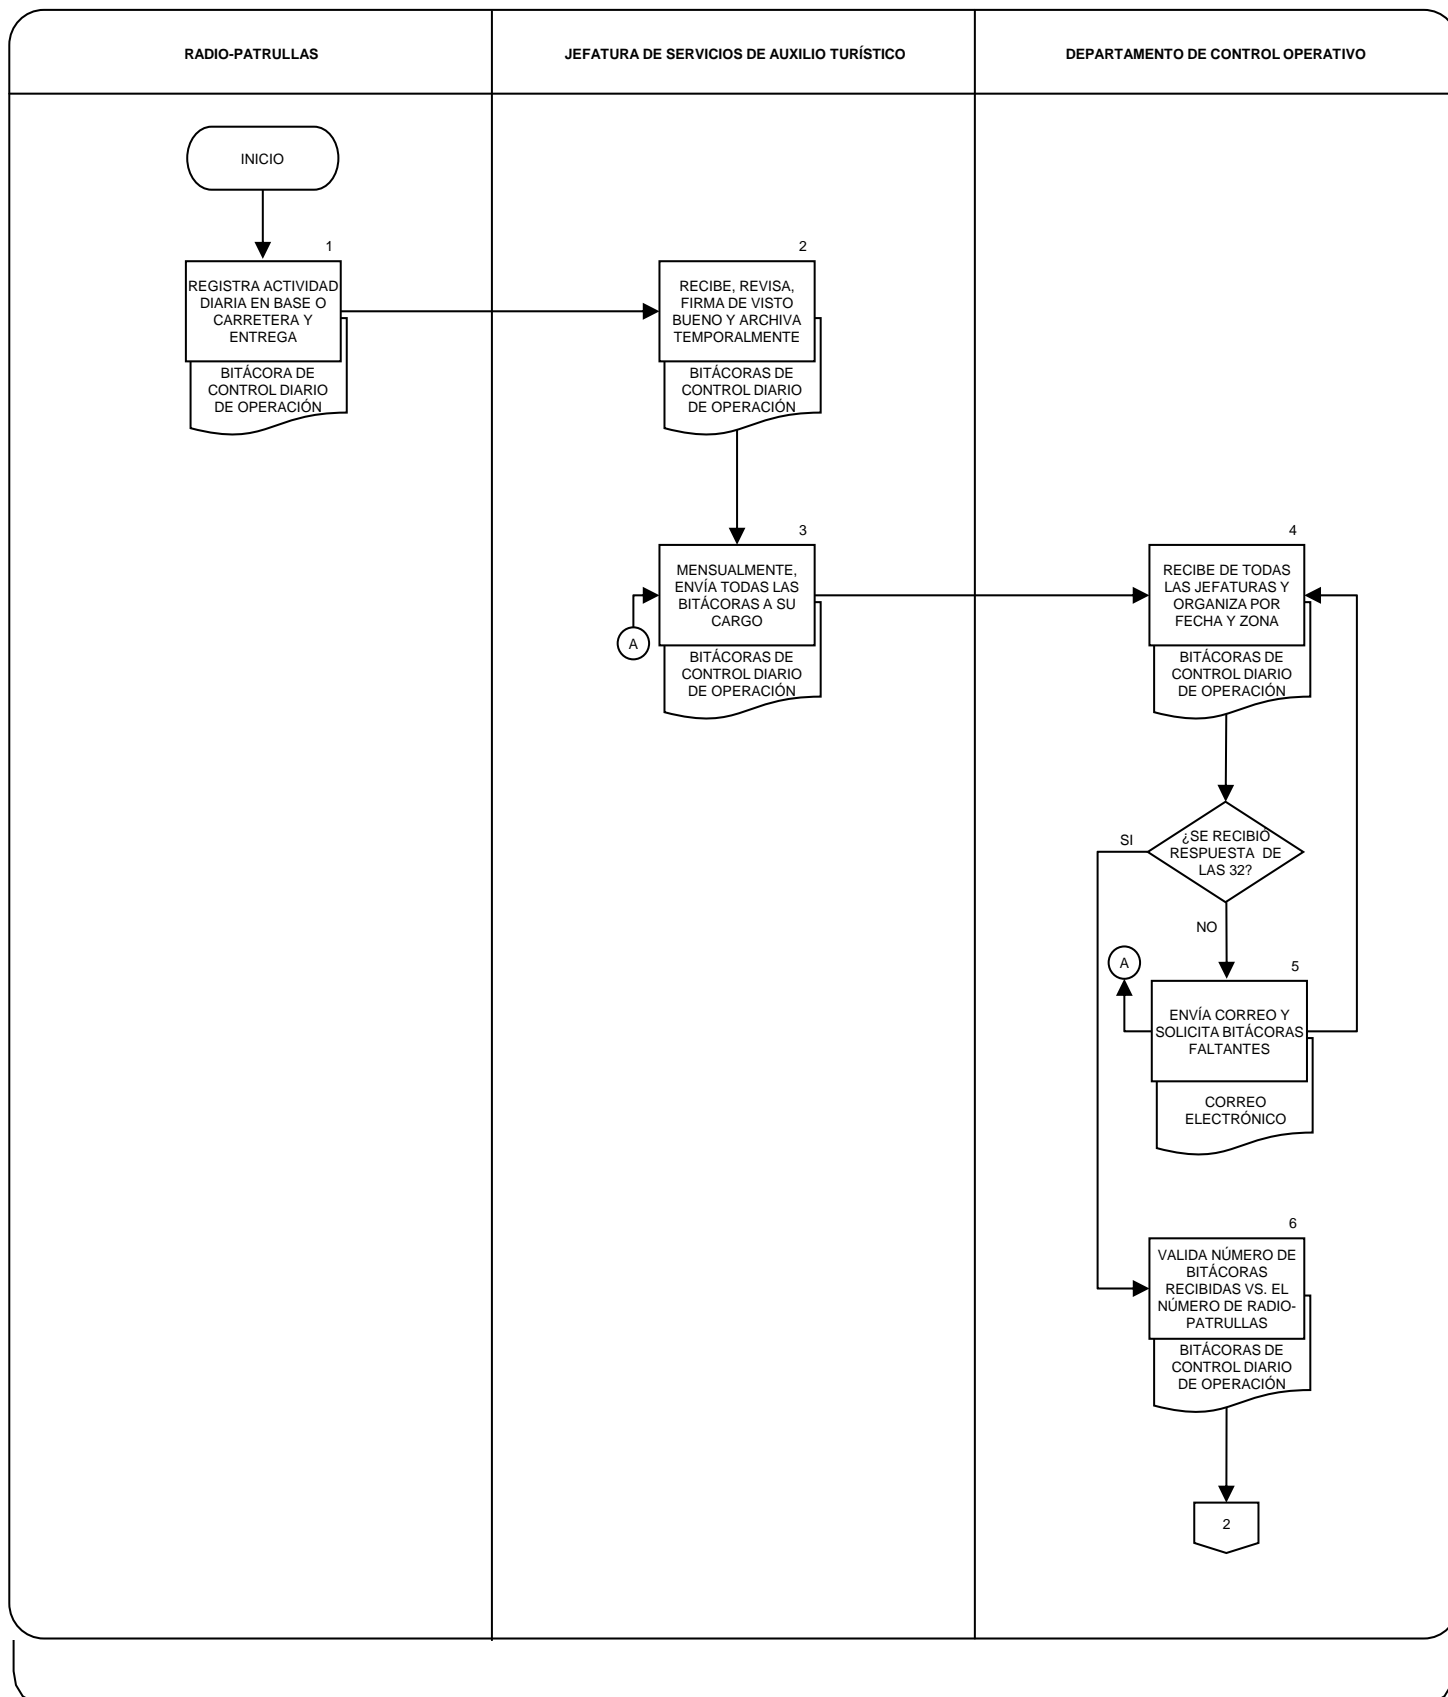 RADIO-PATRULLAS
JEFATURA DE SERVICIOS DE AUXILIO TURÍSTICO
DEPARTAMENTO DE CONTROL OPERATIVO
INICIO
1
REGISTRA ACTIVIDAD
DIARIA EN BASE O
CARRETERA Y
ENTREGA
BITÁCORA DE
CONTROL DIARIO
DE OPERACIÓN
2
RECIBE, REVISA,
FIRMA DE VISTO
BUENO Y ARCHIVA
TEMPORALMENTE
BITÁCORAS DE
CONTROL DIARIO
DE OPERACIÓN
3
MENSUALMENTE,
ENVÍA TODAS LAS
BITÁCORAS A SU
CARGO
A
BITÁCORAS DE
CONTROL DIARIO
DE OPERACIÓN
4
RECIBE DE TODAS
LAS JEFATURAS Y
ORGANIZA POR
FECHA Y ZONA
BITÁCORAS DE
CONTROL DIARIO
DE OPERACIÓN
¿SE RECIBIÓ
RESPUESTA DE
LAS 32?
SI
NO
A
5
ENVÍA CORREO Y
SOLICITA BITÁCORAS
FALTANTES
CORREO
ELECTRÓNICO
6
VALIDA NÚMERO DE
BITÁCORAS
RECIBIDAS VS. EL
NÚMERO DE RADIO-
PATRULLAS
BITÁCORAS DE
CONTROL DIARIO
DE OPERACIÓN
2